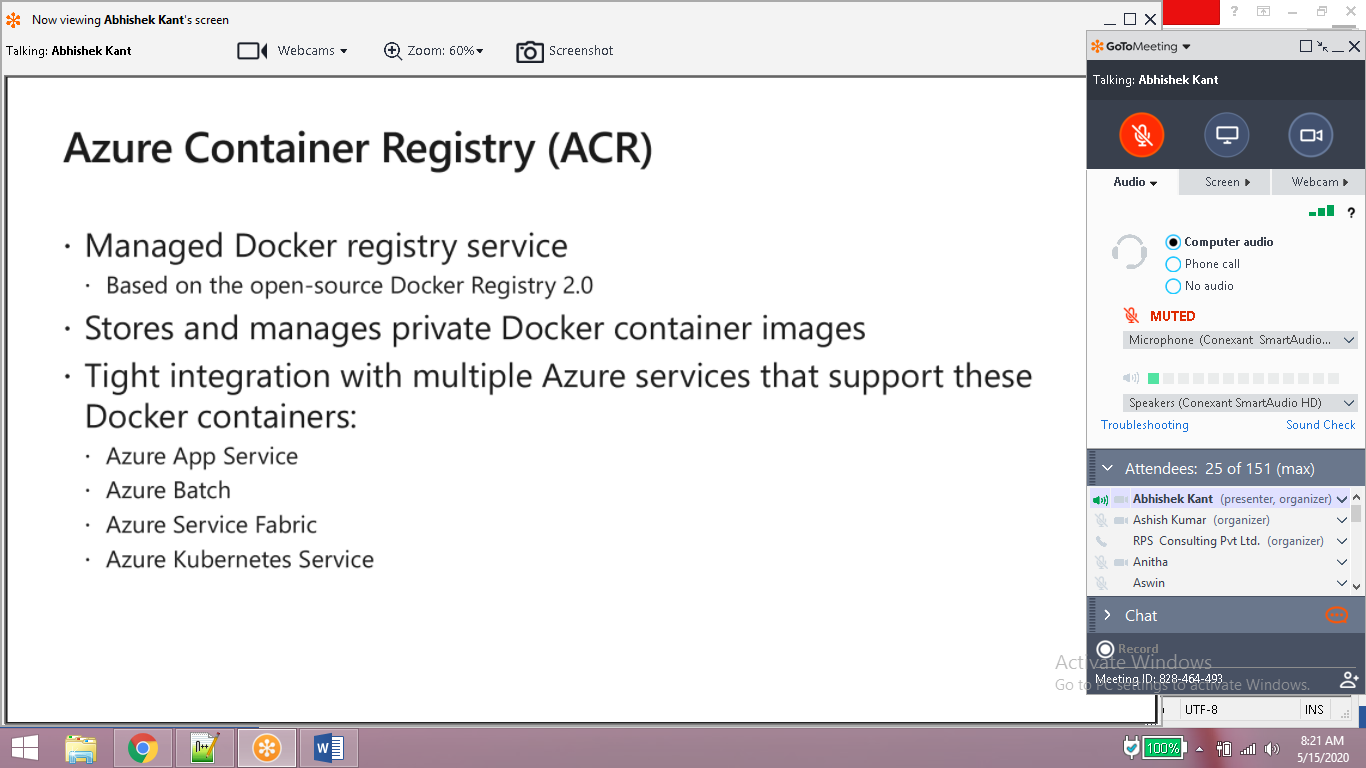 Now viewing Abhishek Kant's screen
Talking: Abhishek Kant
Webcams
Zoom: 60%
Screenshot
Azure Container Registry (ACR)
· Managed Docker registry service
· Based on the open-source Docker Registry 2.0
· Stores and manages private Docker container images
· Tight integration with multiple Azure services that support these
Docker containers:
· Azure App Service
· Azure Batch
· Azure Service Fabric
· Azure Kubernetes Service
GoToMeeting
Talking: Abhishek Kant
Audio
Screen
Webcam
?
Computer audio
Phone call
No audio
MUTED
Microphone (Conexant SmartAudio...
Speakers (Conexant SmartAudio HD)
Troubleshooting
Sound Check
Attendees: 25 of 151 (max)
Abhishek Kant (presenter, organizer)
Ashish Kumar (organizer)
RPS Consulting Pvt Ltd. (organizer)
Anitha
Aswin
Chat
Record
Activate Windows
Go to PC settings to activate Windows.
Meeting ID: 828-464-493
UTF-8
INS
100%
8:21 AM
5/15/2020